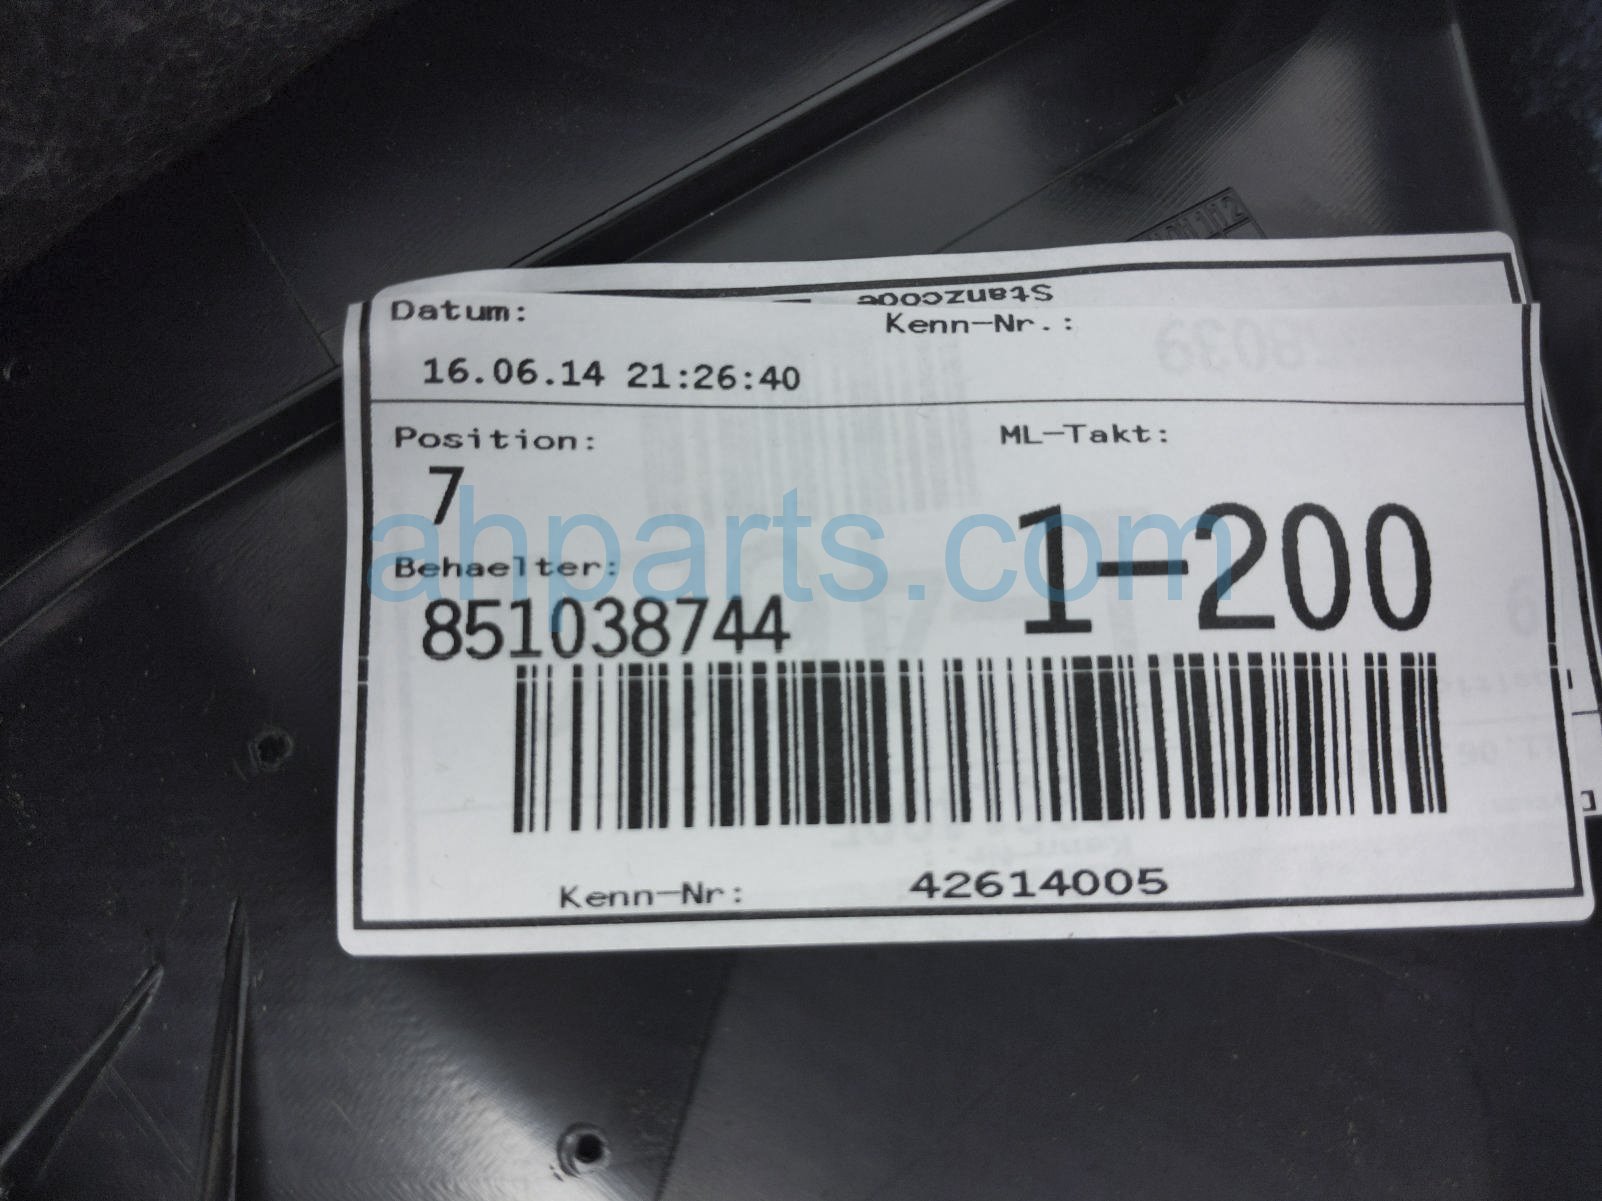 Stanzcode
Datum:
Kenn-Nr.:
16.06.14 21:26:40
Position:
ML-Takt:
7
1-200
Behaelter:
851038744
Kenn-Nr:
42614005
ahparts.com